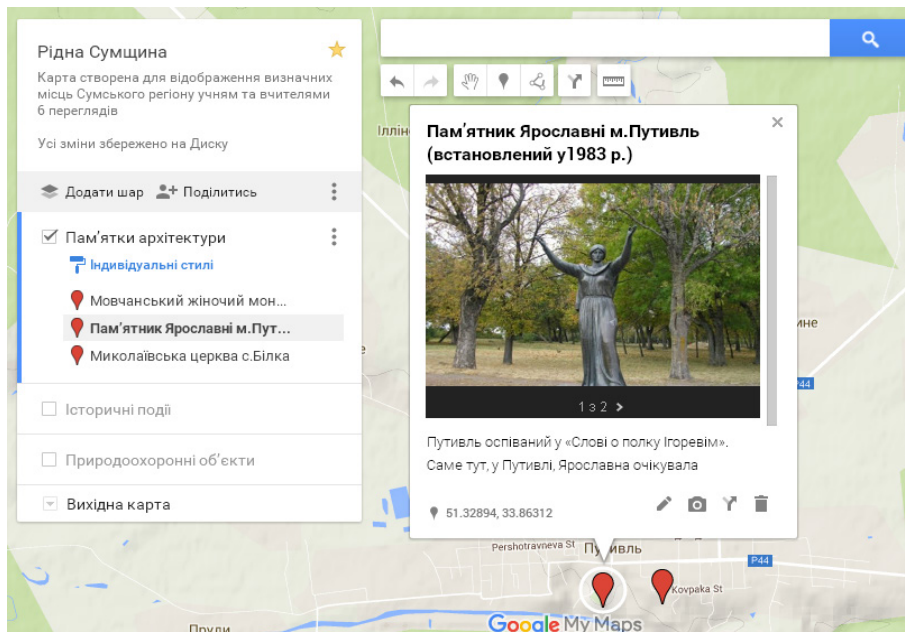 Рідна Сумщина
Карта створена для відображення визначних
місць Сумського регіону учням та вчителями
6 переглядів
Усі зміни збережено на Диску
Додати шар
Поділитись
Пам'ятки архітектури
Індивідуальні стилі
Мовчанський жіночий мон...
Пам'ятник Ярославні м.Пут...
Миколаївська церква с.Білка
Історичні події
Природоохоронні об'єкти
Вихідна карта
Пам'ятник Ярославні м.Путивль
(встановлений у1983 р.)
1 з 2
Путивль оспіваний у «Слові о полку Ігоревім».
Саме тут, у Путивлі, Ярославна очікувала
51.32894, 33.86312
44
Pershotravneva St
P44
Kovpaka St
Прули
Google My Maps